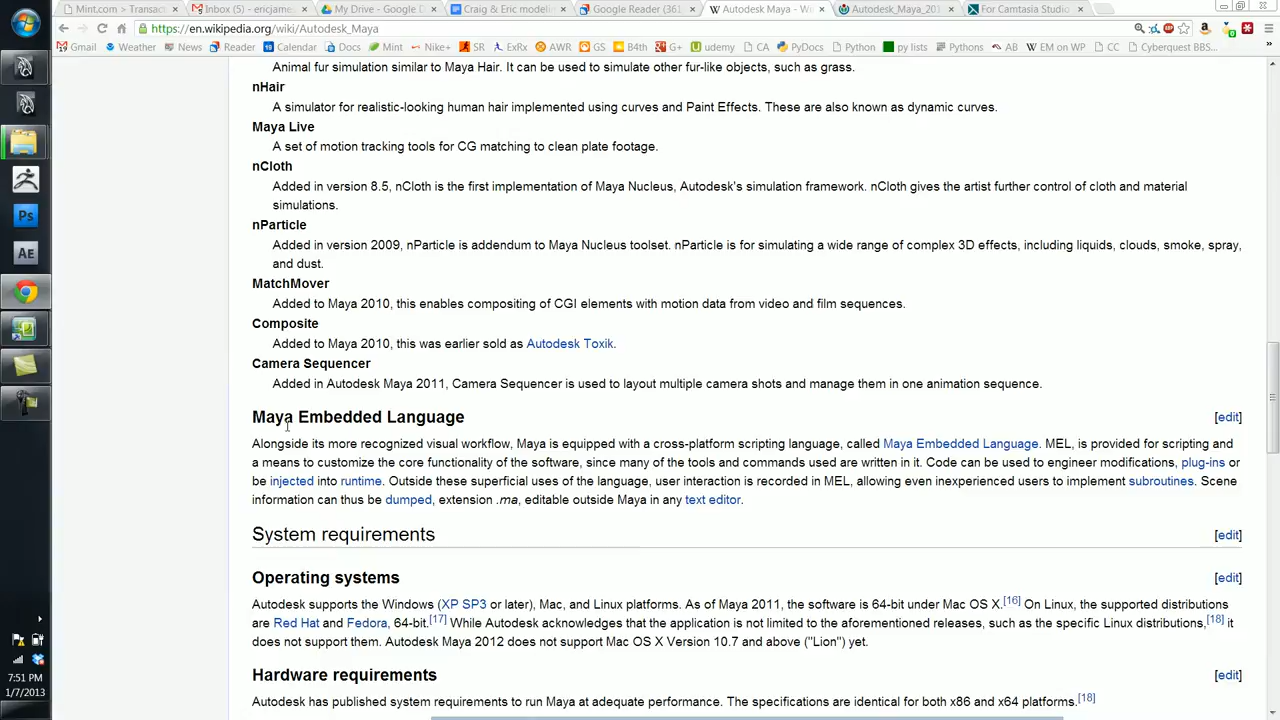 Mint.com > Transact
Inbox (5) - ericjame
My Drive - Google D
Craig & Eric modelin
Google Reader (361
Autodesk Maya - Wi
Autodesk_Maya_201
For Camtasia Studio
https://en.wikipedia.org/wiki/Autodesk_Maya
Gmail Weather News Reader Calendar Docs Mint Nike+ SR ExRx AWR GS B4th G+ udemy CA PyDocs Python py lists Pythons AB EM on WP CC Cyberquest BBS...
Animal fur simulation similar to Maya Hair. It can be used to simulate other fur-like objects, such as grass.
nHair
A simulator for realistic-looking human hair implemented using curves and Paint Effects. These are also known as dynamic curves.
Maya Live
A set of motion tracking tools for CG matching to clean plate footage.
nCloth
Added in version 8.5, nCloth is the first implementation of Maya Nucleus, Autodesk's simulation framework. nCloth gives the artist further control of cloth and material
simulations.
nParticle
Added in version 2009, nParticle is addendum to Maya Nucleus toolset. nParticle is for simulating a wide range of complex 3D effects, including liquids, clouds, smoke, spray,
and dust.
MatchMover
Added to Maya 2010, this enables compositing of CGI elements with motion data from video and film sequences.
Composite
Added to Maya 2010, this was earlier sold as Autodesk Toxik.
Camera Sequencer
Added in Autodesk Maya 2011, Camera Sequencer is used to layout multiple camera shots and manage them in one animation sequence.
Maya Embedded Language [edit]
Alongside its more recognized visual workflow, Maya is equipped with a cross-platform scripting language, called Maya Embedded Language. MEL, is provided for scripting and
a means to customize the core functionality of the software, since many of the tools and commands used are written in it. Code can be used to engineer modifications, plug-ins or
be injected into runtime. Outside these superficial uses of the language, user interaction is recorded in MEL, allowing even inexperienced users to implement subroutines. Scene
information can thus be dumped, extension .ma, editable outside Maya in any text editor.
System requirements [edit]
Operating systems [edit]
Autodesk supports the Windows (XP SP3 or later), Mac, and Linux platforms. As of Maya 2011, the software is 64-bit under Mac OS X.[16] On Linux, the supported distributions
are Red Hat and Fedora, 64-bit.[17] While Autodesk acknowledges that the application is not limited to the aforementioned releases, such as the specific Linux distributions,[18] it
does not support them. Autodesk Maya 2012 does not support Mac OS X Version 10.7 and above ("Lion") yet.
Hardware requirements [edit]
Autodesk has published system requirements to run Maya at adequate performance. The specifications are identical for both x86 and x64 platforms.[18]
Ps
AE
7:51 PM
1/7/2013